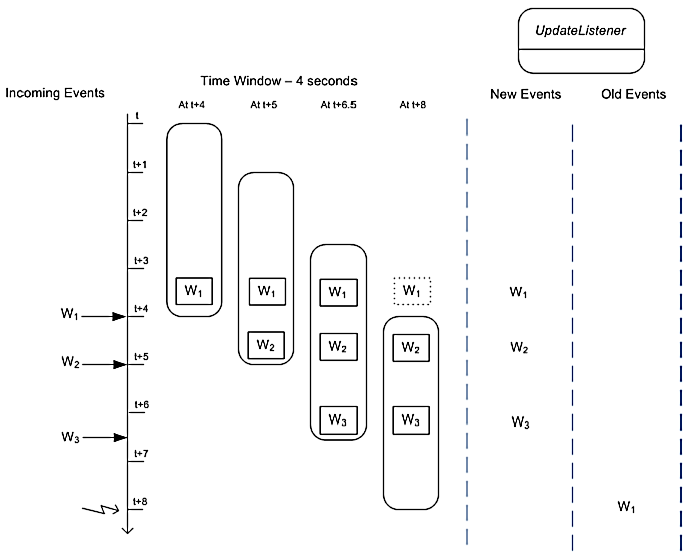 UpdateListener
Time Window – 4 seconds
Incoming Events
New Events
Old Events
At t+4
At t+5
At t+6.5
At t+8
t
t+1
t+2
t+3
W1 W1 W1 W1 W1
W1
t+4
W2 W2 W2 W2
W2
t+5
t+6
W3 W3 W3
W3
t+7
t+8
W1